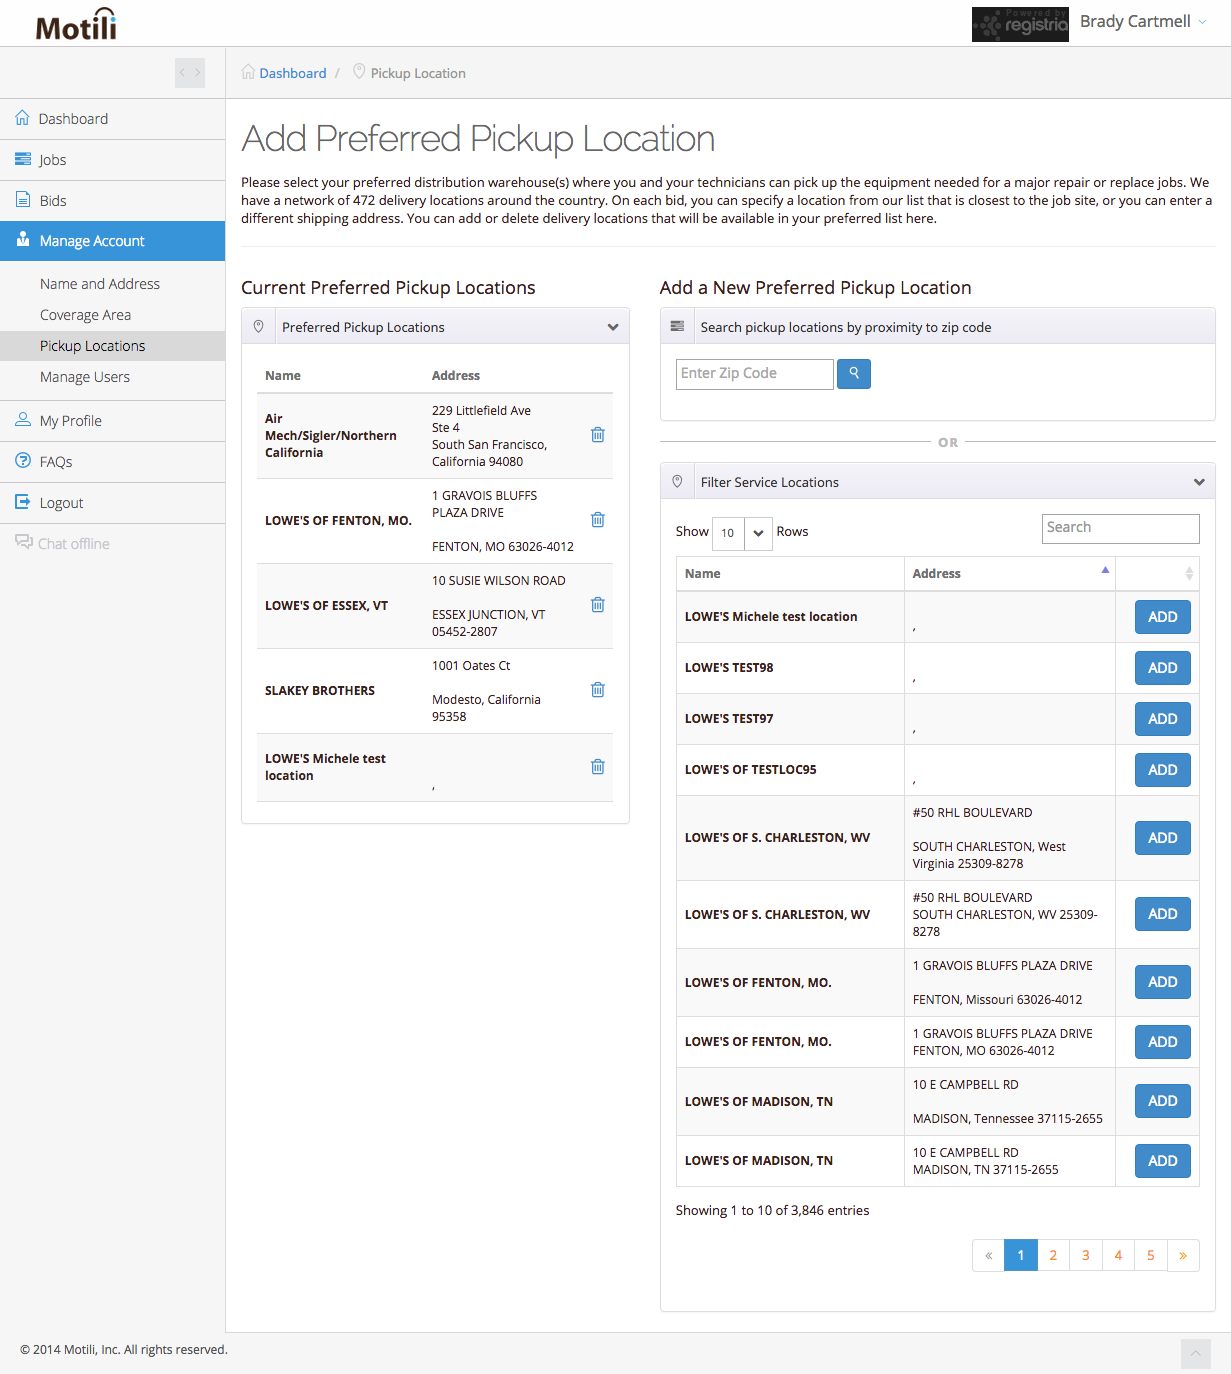 Motili
Powered by
registria
Brady Cartmell
Dashboard / Pickup Location
Dashboard
Jobs
Bids
Manage Account
Name and Address
Coverage Area
Pickup Locations
Manage Users
My Profile
FAQs
Logout
Chat offline
Add Preferred Pickup Location
Please select your preferred distribution warehouse(s) where you and your technicians can pick up the equipment needed for a major repair or replace jobs. We
have a network of 472 delivery locations around the country. On each bid, you can specify a location from our list that is closest to the job site, or you can enter a
different shipping address. You can add or delete delivery locations that will be available in your preferred list here.
Current Preferred Pickup Locations
Preferred Pickup Locations
Name Address
Air
Mech/Sigler/Northern
California
229 Littlefield Ave
Ste 4
South San Francisco,
California 94080
LOWE'S OF FENTON, MO.
1 GRAVOIS BLUFFS
PLAZA DRIVE
FENTON, MO 63026-4012
LOWE'S OF ESSEX, VT
10 SUSIE WILSON ROAD
ESSEX JUNCTION, VT
05452-2807
SLAKEY BROTHERS
1001 Oates Ct
Modesto, California
95358
LOWE'S Michele test
location
,
Add a New Preferred Pickup Location
Search pickup locations by proximity to zip code
Enter Zip Code
OR
Filter Service Locations
Show 10 Rows
Search
Name Address
LOWE'S Michele test location
,
ADD
LOWE'S TEST98
,
ADD
LOWE'S TEST97
,
ADD
LOWE'S OF TESTLOC95
,
ADD
LOWE'S OF S. CHARLESTON, WV
#50 RHL BOULEVARD
SOUTH CHARLESTON, West
Virginia 25309-8278
ADD
LOWE'S OF S. CHARLESTON, WV
#50 RHL BOULEVARD
SOUTH CHARLESTON, WV 25309-
8278
ADD
LOWE'S OF FENTON, MO.
1 GRAVOIS BLUFFS PLAZA DRIVE
FENTON, Missouri 63026-4012
ADD
LOWE'S OF FENTON, MO.
1 GRAVOIS BLUFFS PLAZA DRIVE
FENTON, MO 63026-4012
ADD
LOWE'S OF MADISON, TN
10 E CAMPBELL RD
MADISON, Tennessee 37115-2655
ADD
LOWE'S OF MADISON, TN
10 E CAMPBELL RD
MADISON, TN 37115-2655
ADD
Showing 1 to 10 of 3,846 entries
« 1 2 3 4 5 »
© 2014 Motili, Inc. All rights reserved.